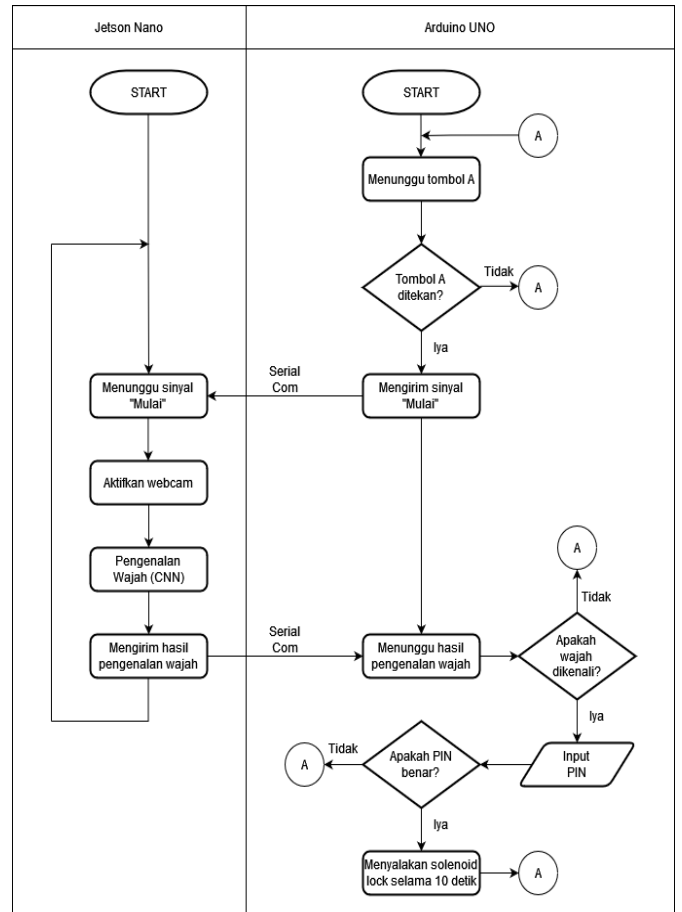 Jetson Nano
Arduino UNO
START
START
A
Menunggu tombol A
Tombol A
ditekan?
Tidak
A
Iya
Menunggu sinyal
"Mulai"
Serial
Com
Mengirim sinyal
"Mulai"
Aktifkan webcam
A
Tidak
Pengenalan
Wajah (CNN)
Mengirim hasil
pengenalan wajah
Serial
Com
Menunggu hasil
pengenalan wajah
Apakah
wajah
dikenali?
Iya
Input
PIN
Apakah PIN
benar?
Tidak
A
Iya
Menyalakan solenoid
lock selama 10 detik
A